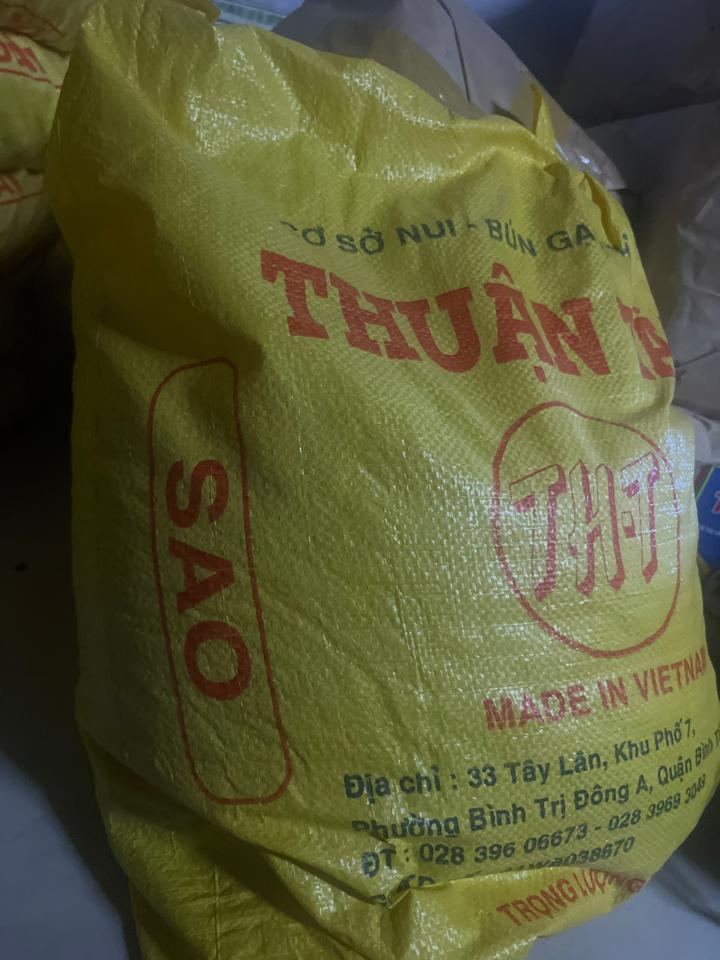 CƠ SỞ NUI - BÚN GẠO
THUẬN
SAO
TH-T
MADE IN VIETNAM
Địa chỉ : 33 Tây Lân, Khu Phố 7,
Phường Bình Trị Đông A, Quận Bình
ĐT : 028 396 06673 - 028 3969 3048
TRỌNG LƯỢNG